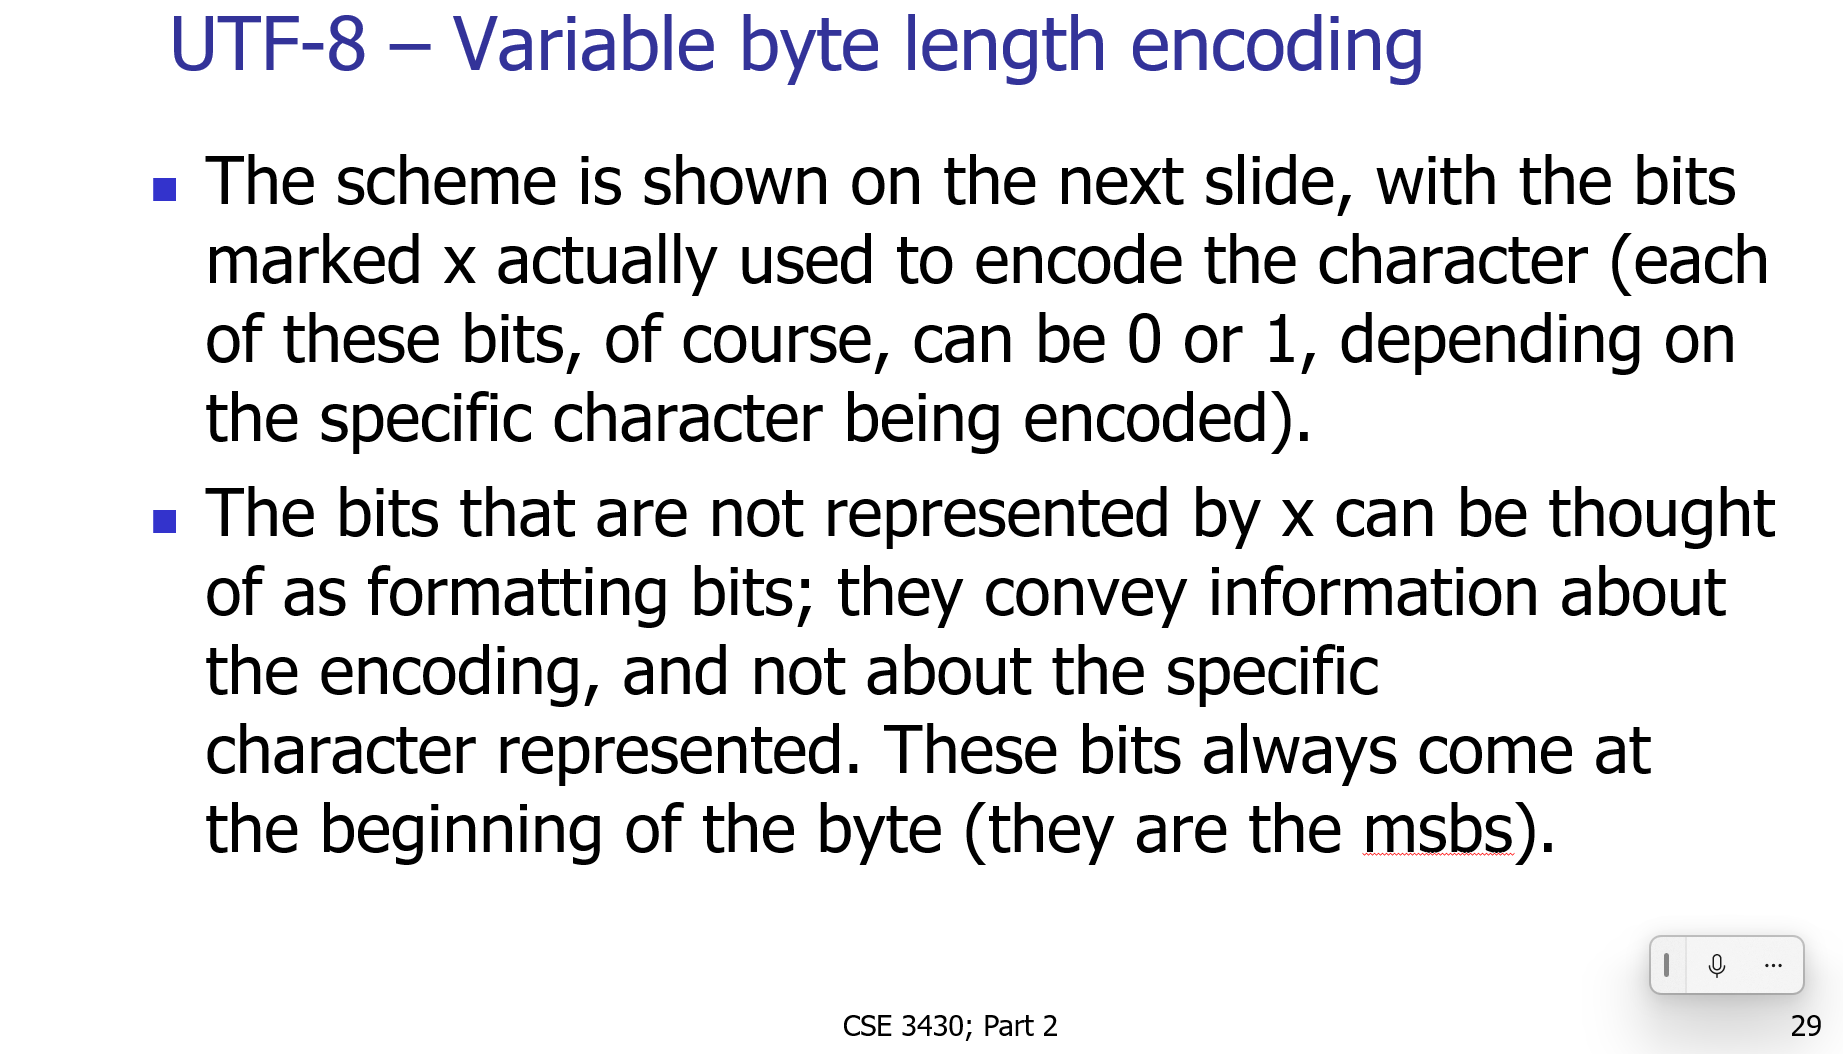 UTF-8 – Variable byte length encoding
The scheme is shown on the next slide, with the bits
marked x actually used to encode the character (each
of these bits, of course, can be 0 or 1, depending on
the specific character being encoded).
The bits that are not represented by x can be thought
of as formatting bits; they convey information about
the encoding, and not about the specific
character represented. These bits always come at
the beginning of the byte (they are the msbs).
CSE 3430; Part 2
29